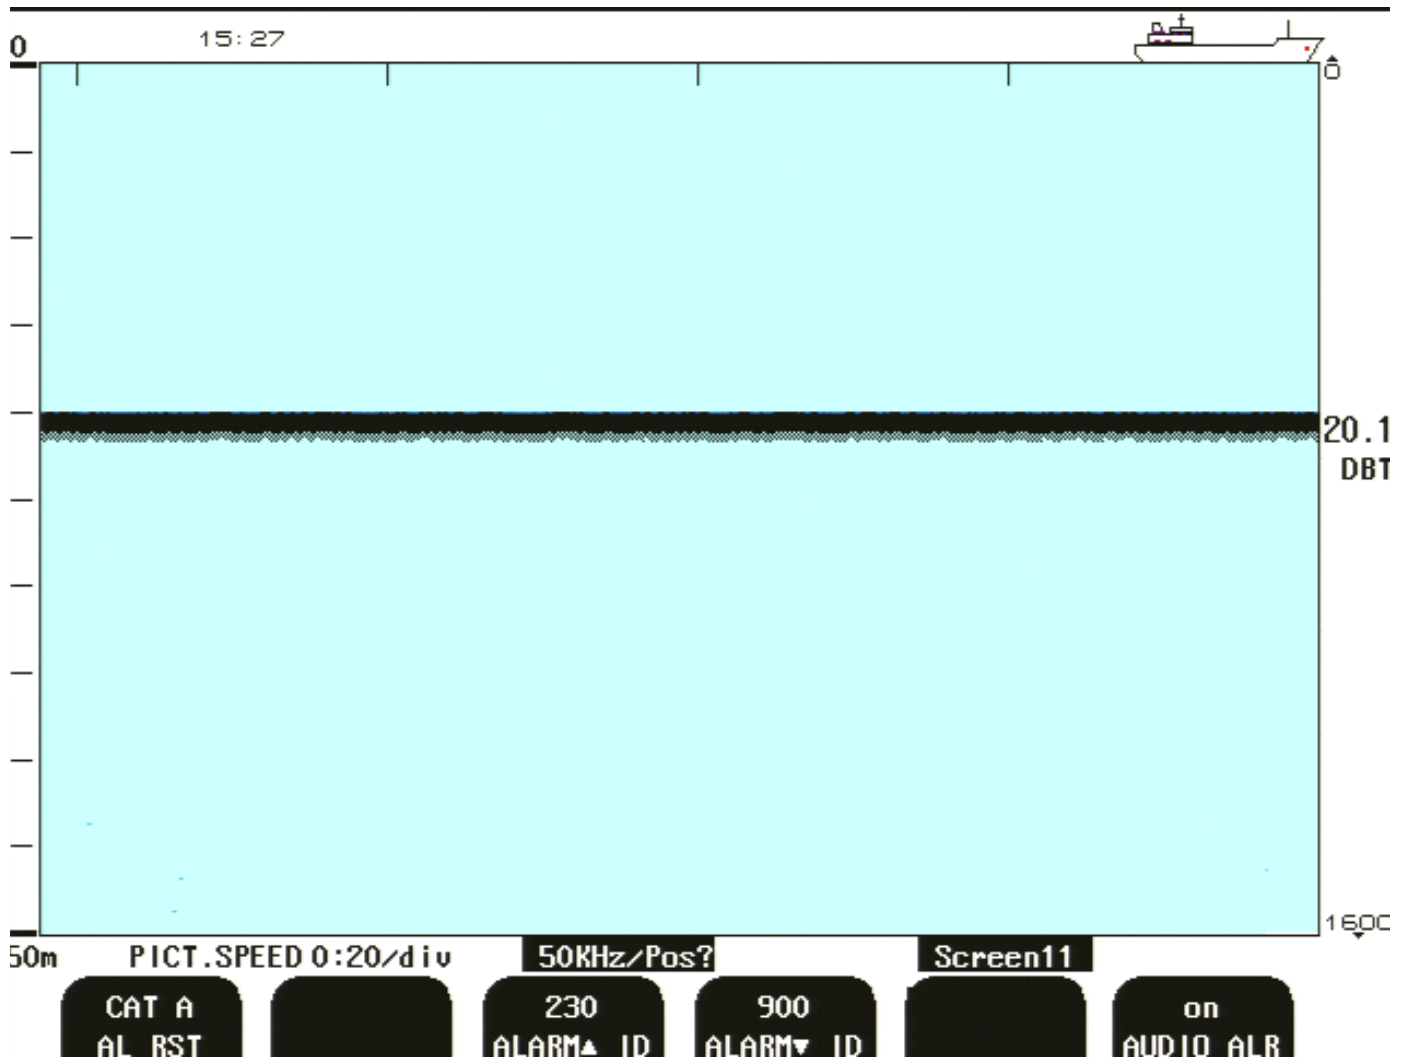 0 15:27
0
20.1
DBT
1600
50m PICT.SPEED 0:20/div 50KHz/Pos? Screen11
CAT A 230 900 on
AL RST ALARM▲ ID ALARM▼ ID AUDIO ALR